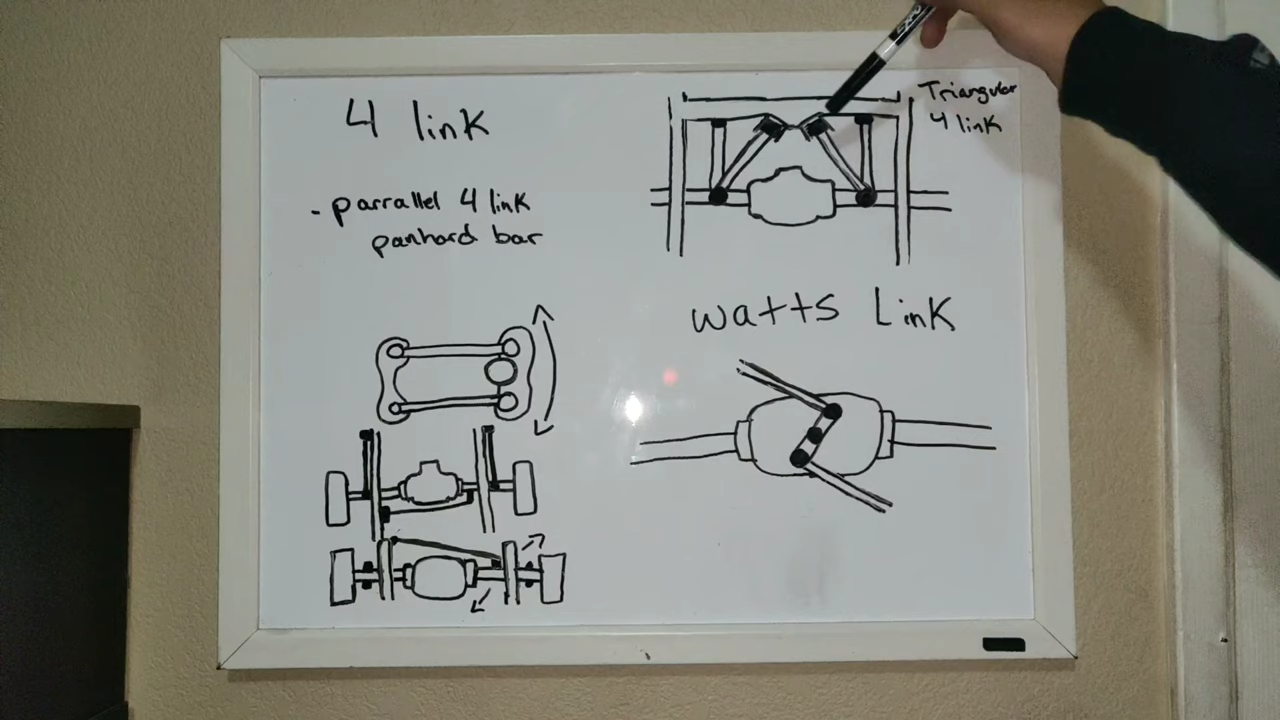 4 link
- parrallel 4 link
panhard bar
Triangular
4 link
watts Link